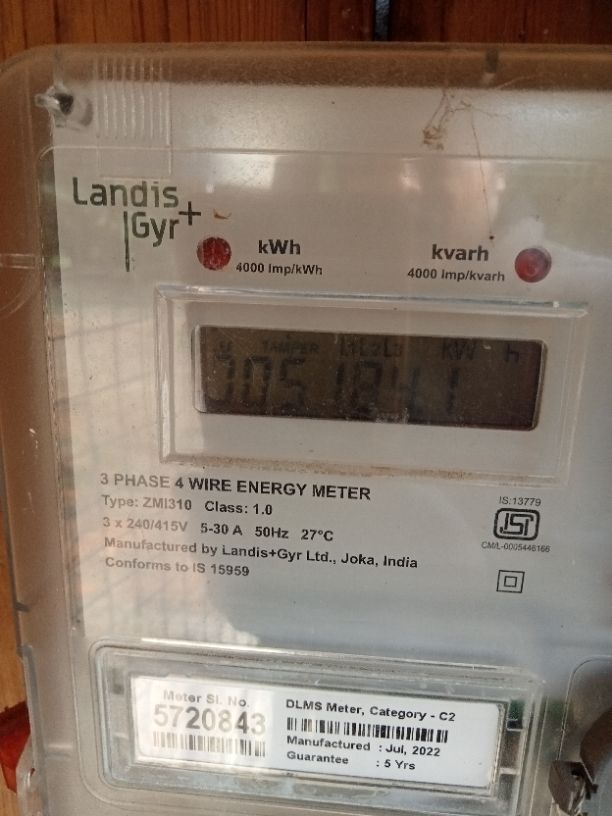 Landis
Gyr+
kWh
4000 Imp/kWh
kvarh
4000 Imp/kvarh
TAMPER L1L2L3 kW h
005184.1
3 PHASE 4 WIRE ENERGY METER
Type: ZMI310 Class: 1.0
3 x 240/415V 5-30 A 50Hz 27°C
Manufactured by Landis+Gyr Ltd., Joka, India
Conforms to IS 15959
IS:13779
ISI
CM/L-0005446166
Meter Sl. No.
5720843
DLMS Meter, Category - C2
Manufactured : Jul, 2022
Guarantee : 5 Yrs